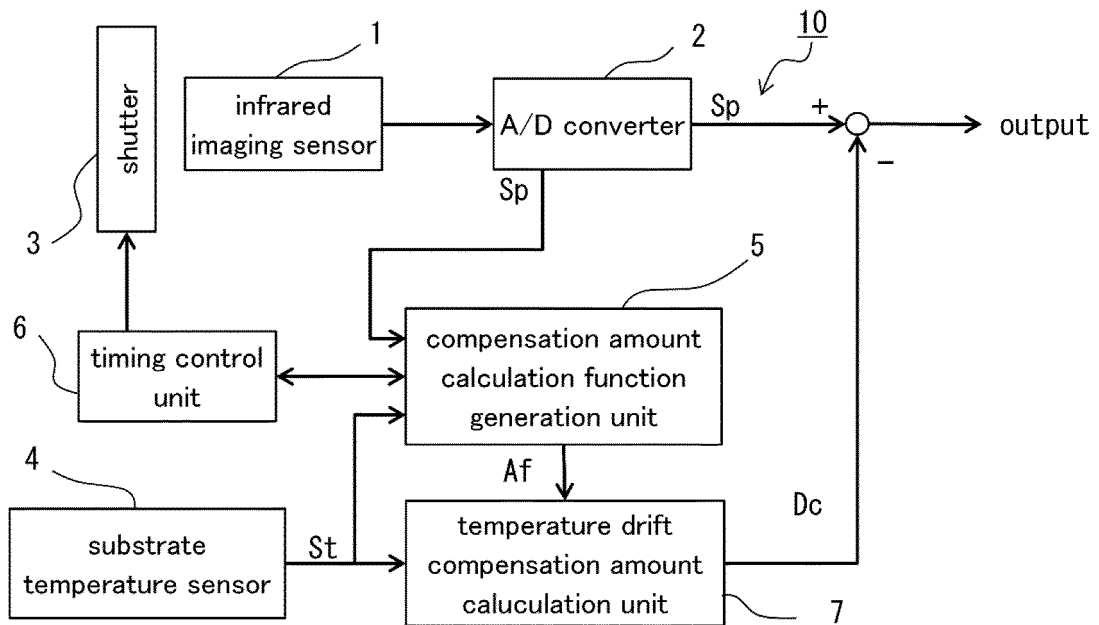 1
2
10
shutter
infrared
imaging sensor
A/D converter
Sp
+
output
−
Sp
3
5
6
timing control
unit
compensation amount
calculation function
generation unit
4
Af
Dc
substrate
temperature sensor
St
temperature drift
compensation amount
caluculation unit
7